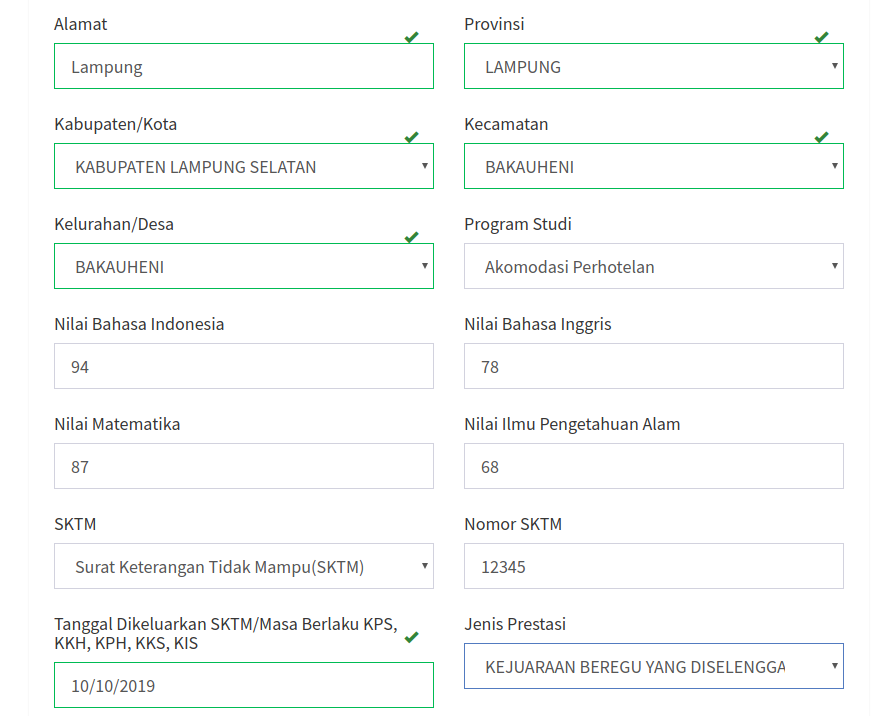 Alamat
Provinsi
Lampung
LAMPUNG
Kabupaten/Kota
Kecamatan
KABUPATEN LAMPUNG SELATAN
BAKAUHENI
Kelurahan/Desa
Program Studi
BAKAUHENI
Akomodasi Perhotelan
Nilai Bahasa Indonesia
Nilai Bahasa Inggris
94
78
Nilai Matematika
Nilai Ilmu Pengetahuan Alam
87
68
SKTM
Nomor SKTM
Surat Keterangan Tidak Mampu(SKTM)
12345
Tanggal Dikeluarkan SKTM/Masa Berlaku KPS,
KKH, KPH, KKS, KIS
Jenis Prestasi
10/10/2019
KEJUARAAN BEREGU YANG DISELENGGA